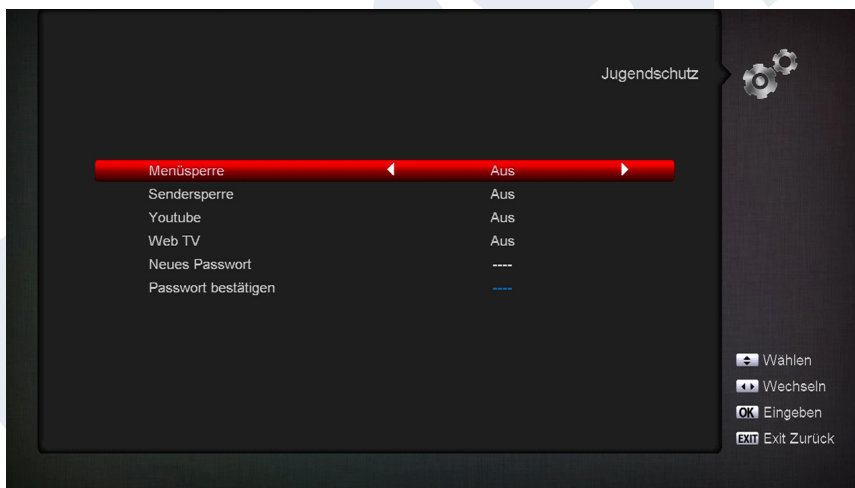 Jugendschutz
Menüsperre Aus
Sendersperre Aus
Youtube Aus
Web TV Aus
Neues Passwort ----
Passwort bestätigen ----
Wählen
Wechseln
OK Eingeben
EXIT Exit Zurück